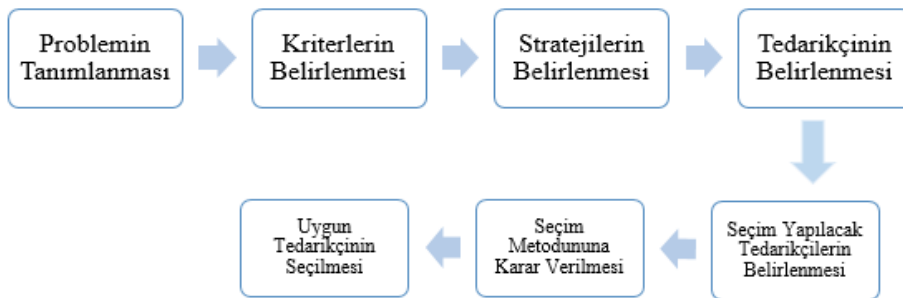 Problemin
Tanımlanması
Kriterlerin
Belirlenmesi
Stratejilerin
Belirlenmesi
Tedarikçinin
Belirlenmesi
Seçim Yapılacak
Tedarikçilerin
Belirlenmesi
Seçim
Metodununa
Karar Verilmesi
Uygun
Tedarikçinin
Seçilmesi